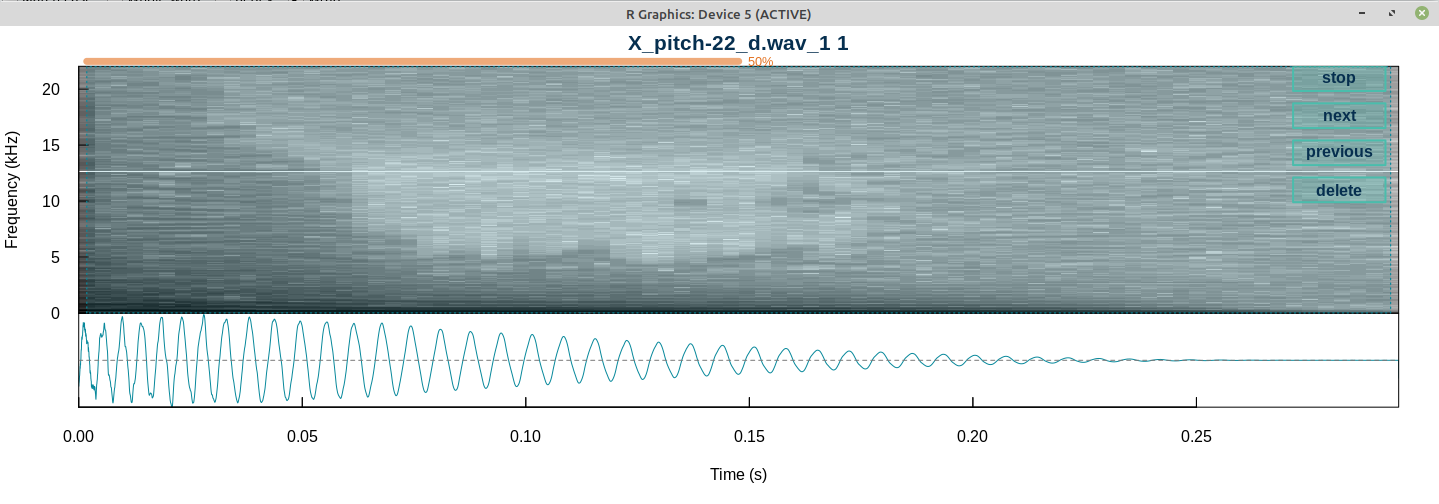 R Graphics: Device 5 (ACTIVE)
X_pitch-22_d.wav_1 1
50%
stop
next
previous
delete
Frequency (kHz)
20
15
10
5
0
0.00 0.05 0.10 0.15 0.20 0.25
Time (s)